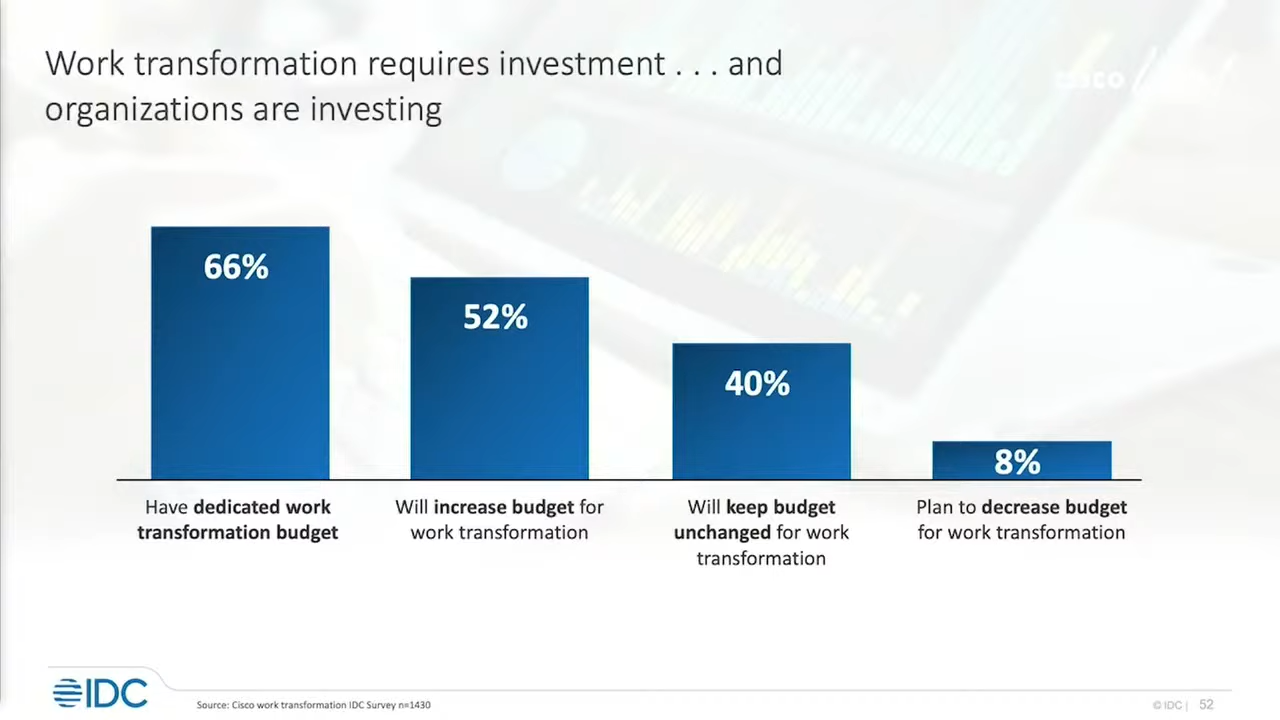 Work transformation requires investment . . . and
organizations are investing
66%
52%
40%
8%
Have dedicated work
transformation budget
Will increase budget for
work transformation
Will keep budget
unchanged for work
transformation
Plan to decrease budget
for work transformation
IDC
Source: Cisco work transformation IDC Survey n=1430
© IDC | 52